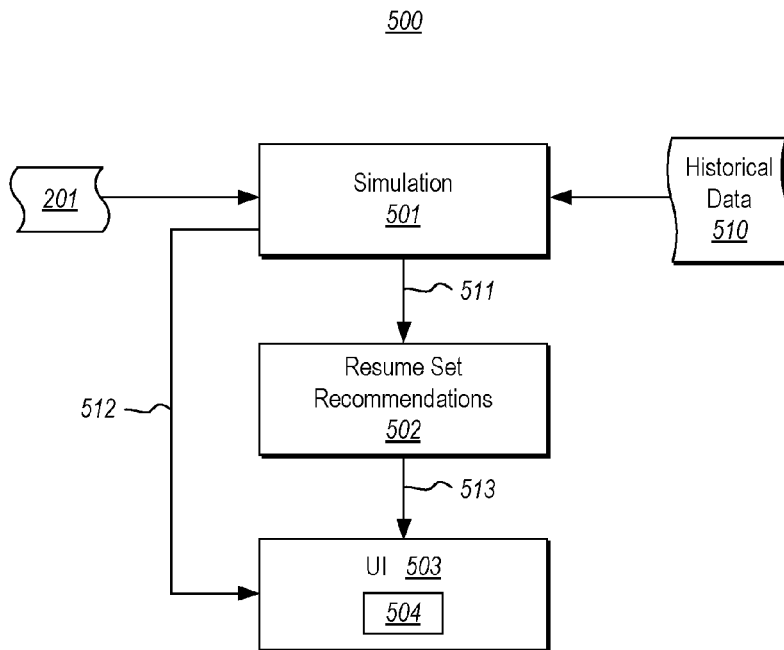 500
201
Simulation
501
Historical
Data
510
511
512
Resume Set
Recommendations
502
513
UI 503
504